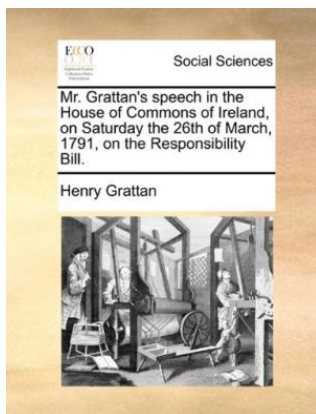 ECCO
Social Sciences
Mr. Grattan's speech in the
House of Commons of Ireland,
on Saturday the 26th of March,
1791, on the Responsibility
Bill.
Henry Grattan